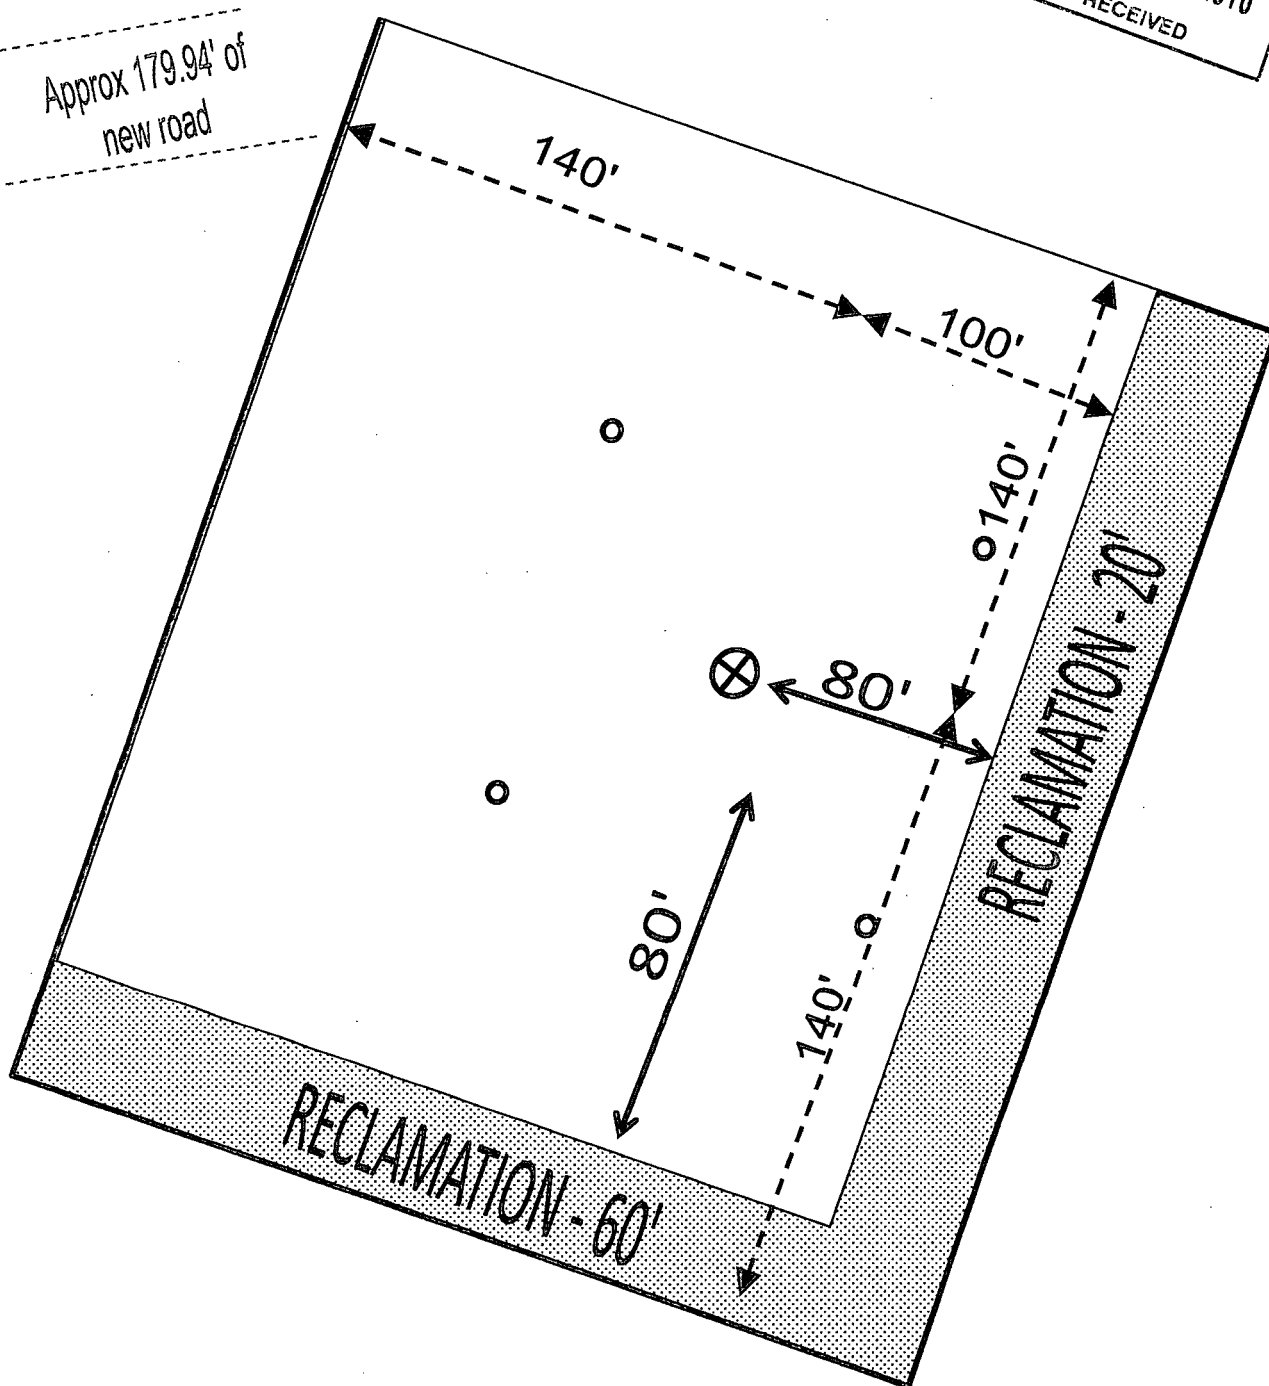 RECEIVED
Approx 179.94' of
new road
140'
100'
140'
80'
RECLAMATION - 20'
80'
140'
RECLAMATION - 60'